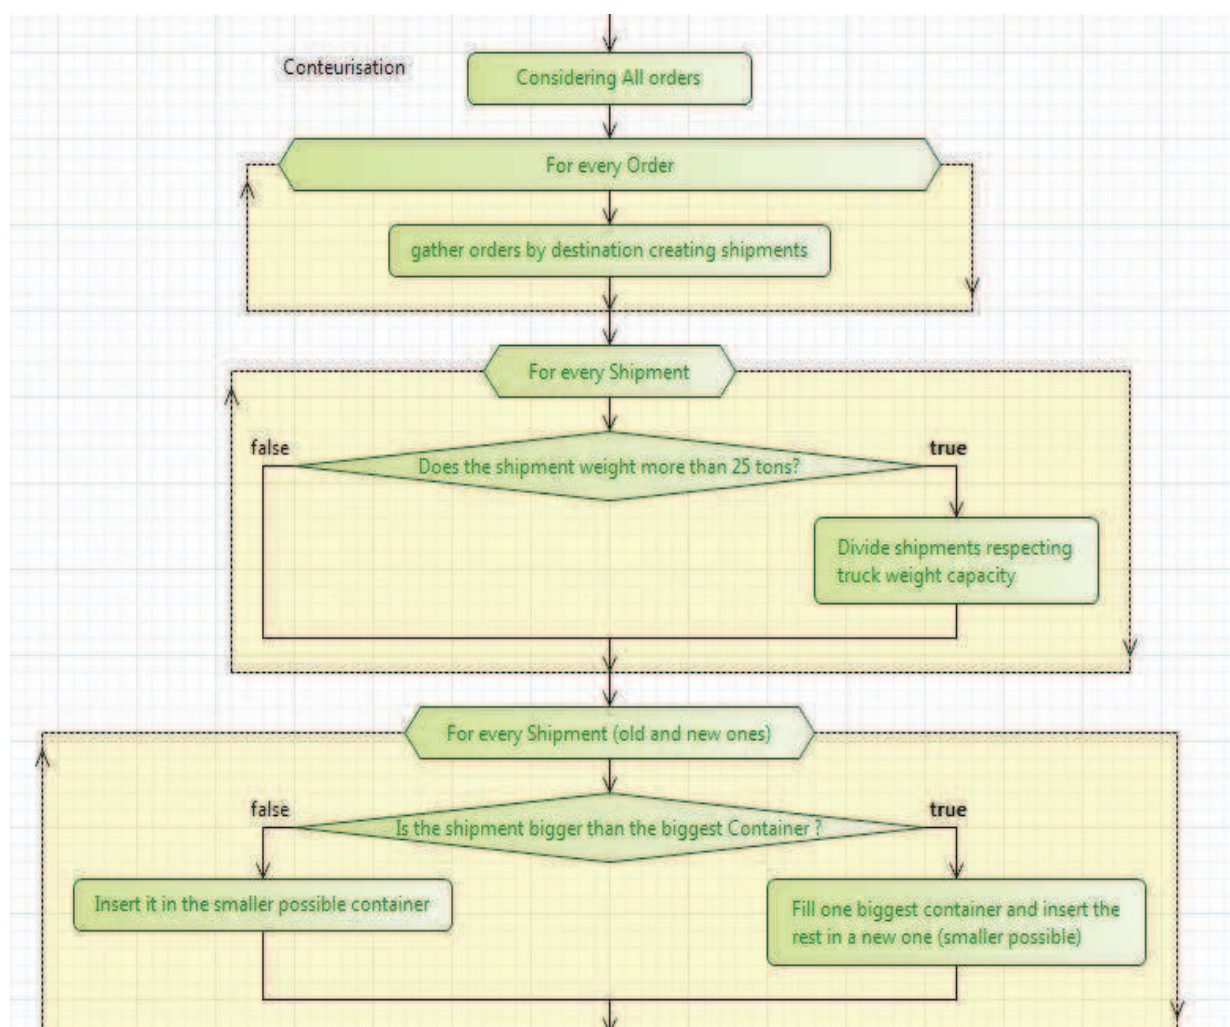 Conteurisation
Considering All orders
For every Order
gather orders by destination creating shipments
For every Shipment
false
true
Does the shipment weight more than 25 tons?
Divide shipments respecting
truck weight capacity
For every Shipment (old and new ones)
false
true
Is the shipment bigger than the biggest Container ?
Insert it in the smaller possible container
Fill one biggest container and insert the
rest in a new one (smaller possible)